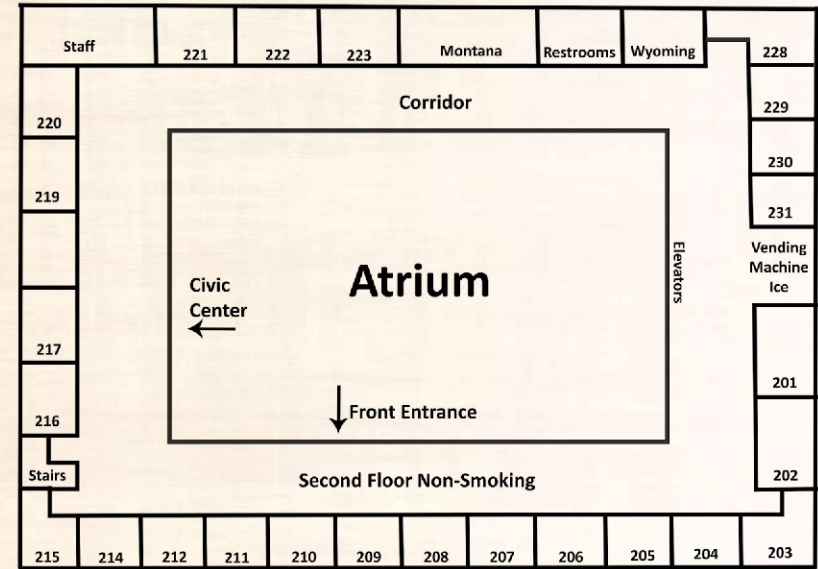 Staff
221
222
223
Montana
Restrooms
Wyoming
228
Corridor
220
229
219
230
231
Elevators
Vending
Machine
Ice
Atrium
Civic
Center
217
201
216
Front Entrance
Stairs
Second Floor Non-Smoking
202
215
214
212
211
210
209
208
207
206
205
204
203